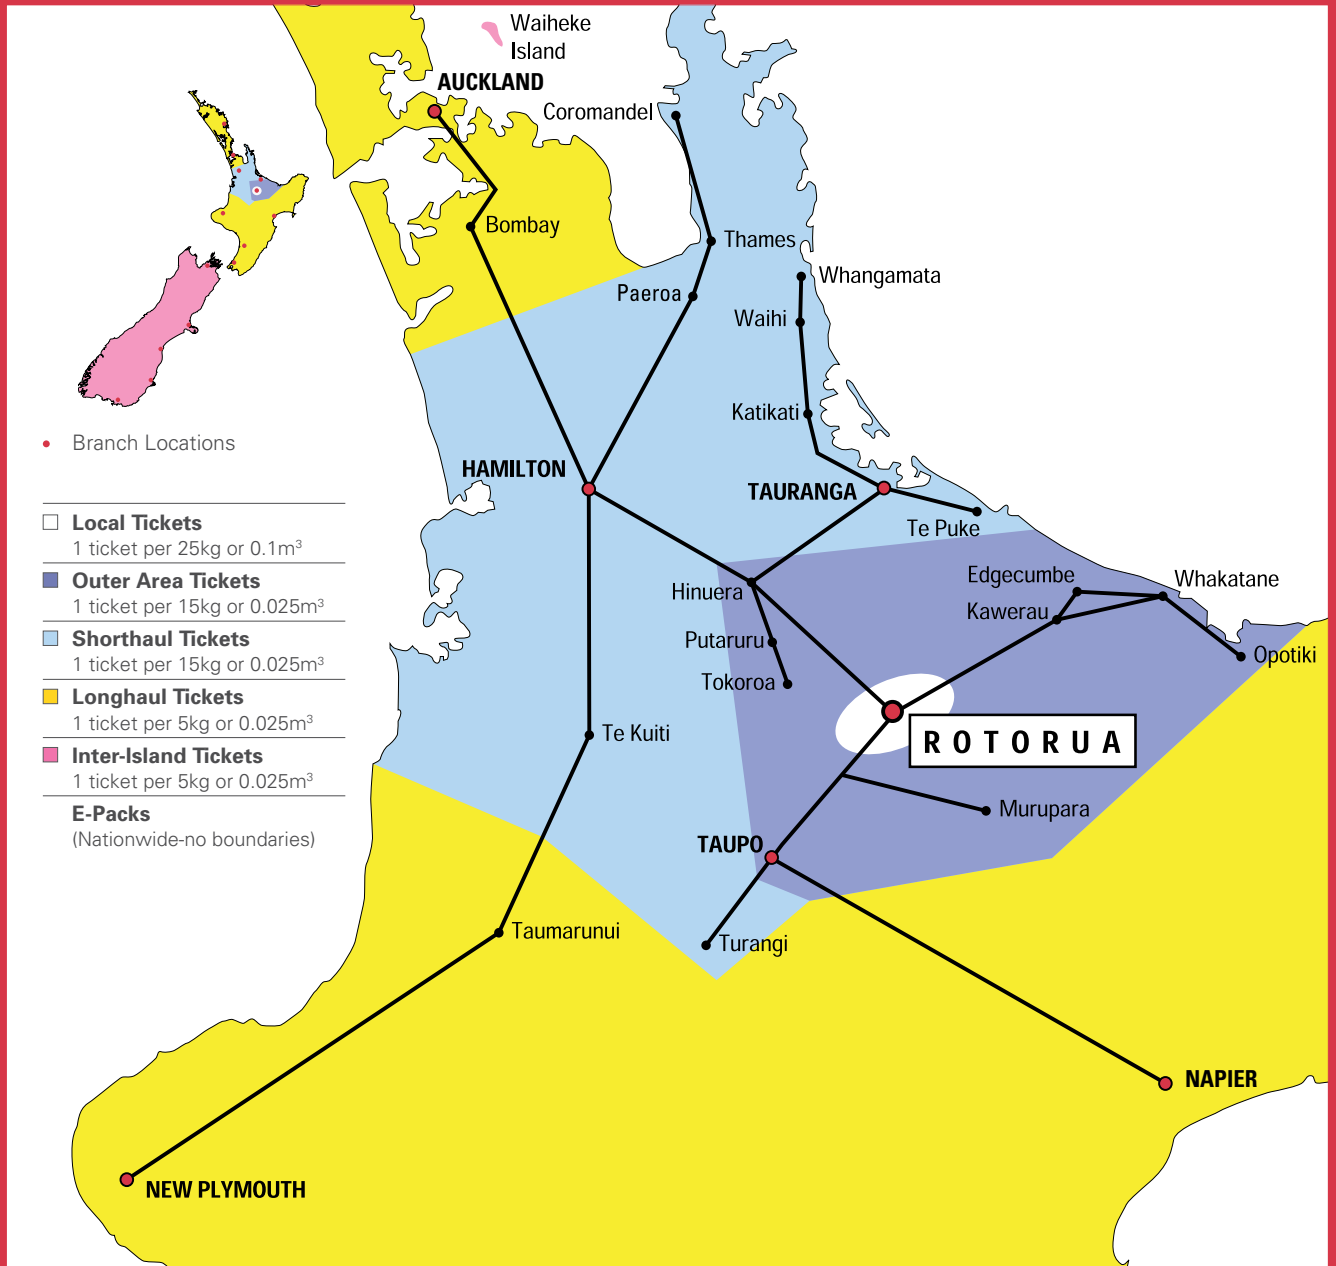 Waiheke
Island
AUCKLAND
Coromandel
Bombay
Thames
Paeroa
Whangamata
Waihi
Katikati
HAMILTON
TAURANGA
Te Puke
Hinuera
Edgecumbe
Whakatane
Kawerau
Putaruru
Opotiki
Tokoroa
Te Kuiti
ROTORUA
Murupara
TAUPO
Taumarunui
Turangi
NAPIER
NEW PLYMOUTH
Branch Locations
Local Tickets
1 ticket per 25kg or 0.1m³
Outer Area Tickets
1 ticket per 15kg or 0.025m³
Shorthaul Tickets
1 ticket per 15kg or 0.025m³
Longhaul Tickets
1 ticket per 5kg or 0.025m³
Inter-Island Tickets
1 ticket per 5kg or 0.025m³
E-Packs
(Nationwide-no boundaries)